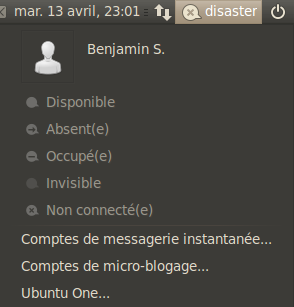 mar. 13 avril, 23:01 disaster
Benjamin S.
Disponible
Absent(e)
Occupé(e)
Invisible
Non connecté(e)
Comptes de messagerie instantanée...
Comptes de micro-blogage...
Ubuntu One...